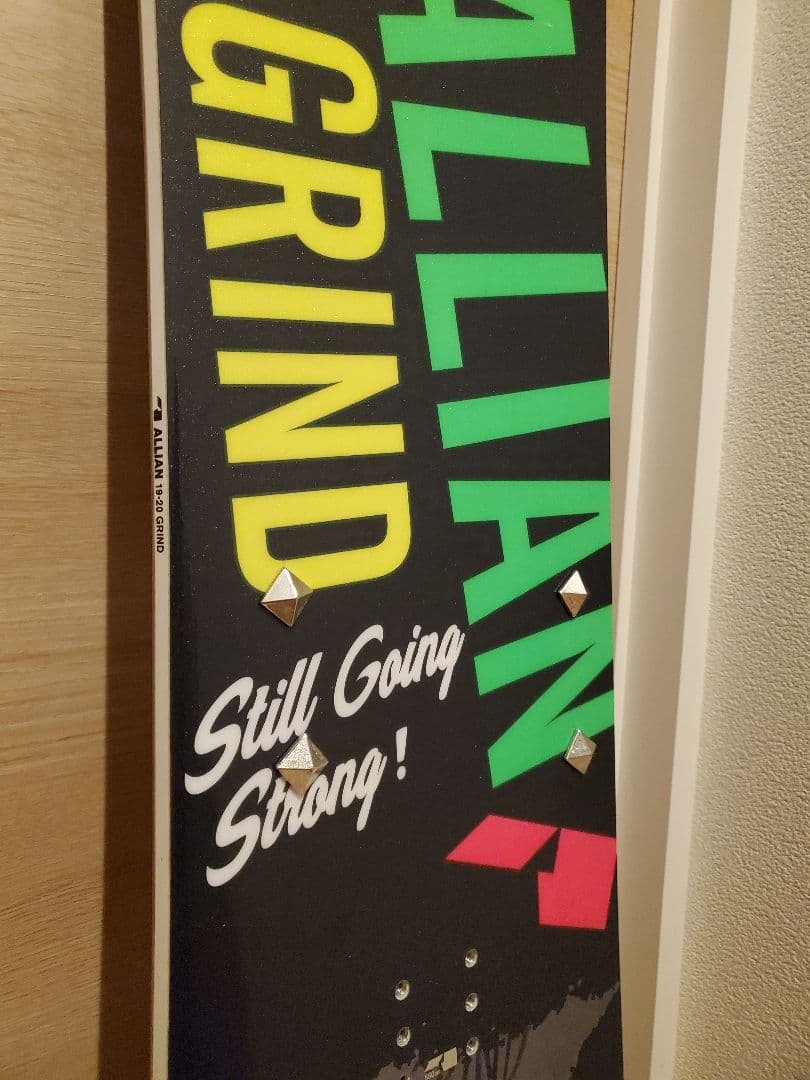 ALLIAN
GRIND
Still Going
Strong!
ALLIAN 19-20 GRIND